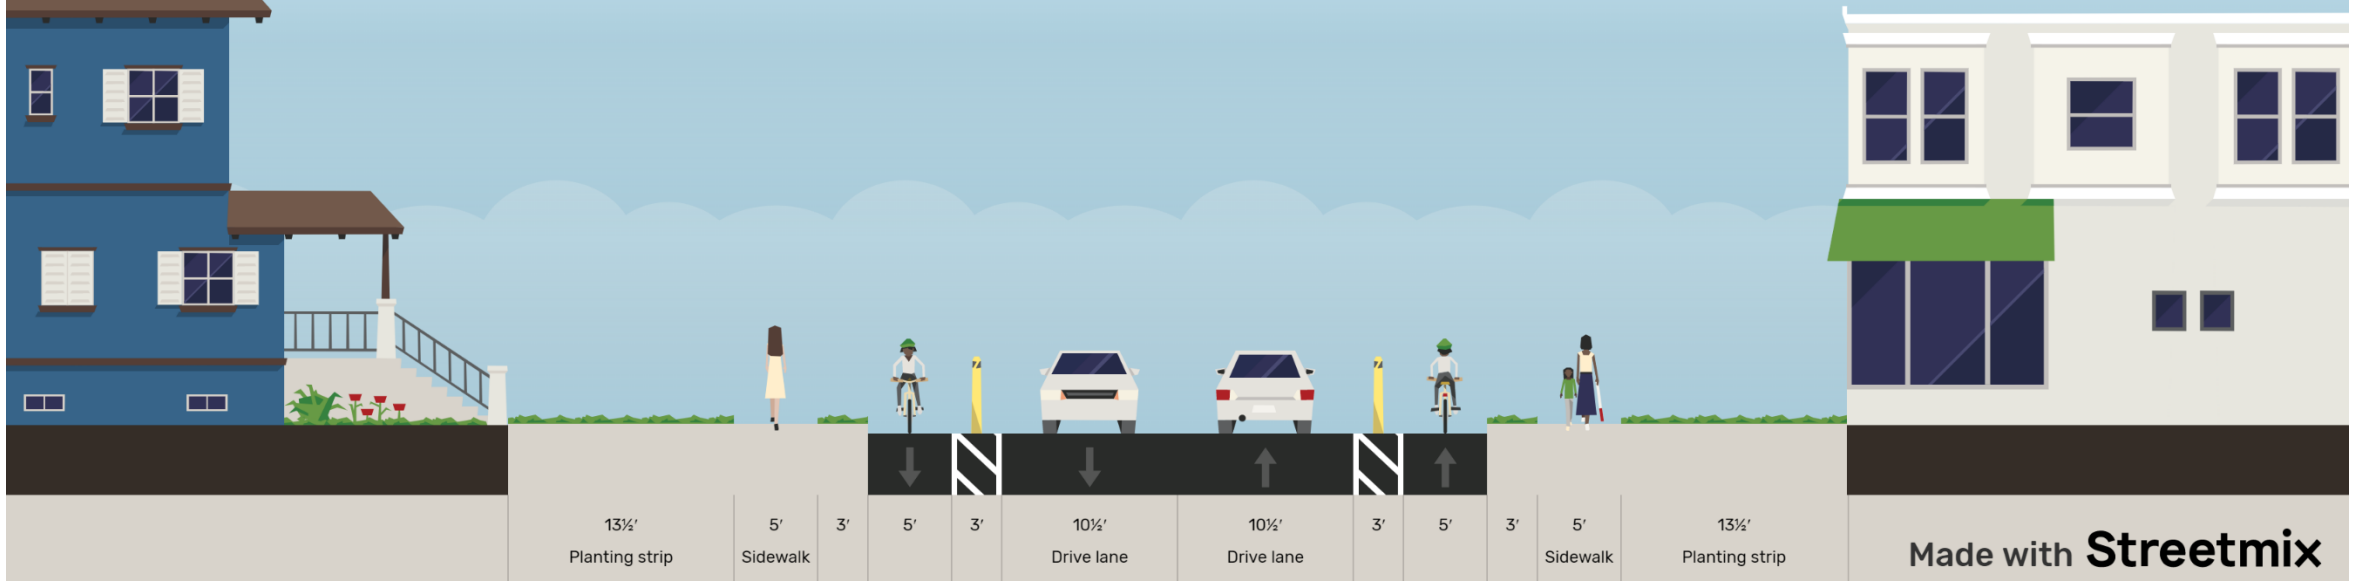 13½′ 5′ 3′ 5′ 3′ 10½′ 10½′ 3′ 5′ 3′ 5′ 13½′
Planting strip Sidewalk Drive lane Drive lane Sidewalk Planting strip
Made with Streetmix